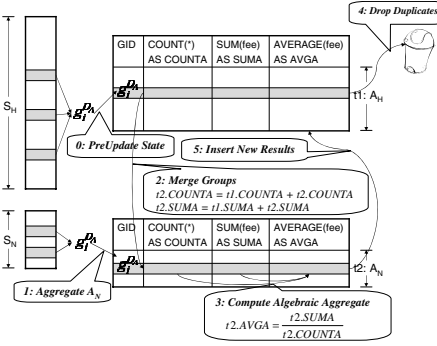 4: Drop Duplicates
GID COUNT(*) SUM(fee) AVERAGE(fee)
AS COUNTA AS SUMA AS AVGA
S_H
g_i^{D_A}
g_i^{D_A}
t1: A_H
0: PreUpdate State
5: Insert New Results
2: Merge Groups
t2.COUNTA = t1.COUNTA + t2.COUNTA
t2.SUMA = t1.SUMA + t2.SUMA
GID COUNT(*) SUM(fee) AVERAGE(fee)
AS COUNTA AS SUMA AS AVGA
S_N
g_i^{D_A}
g_i^{D_A}
t2: A_N
1: Aggregate A_N
3: Compute Algebraic Aggregate
t2.AVGA = t2.SUMA
t2.COUNTA